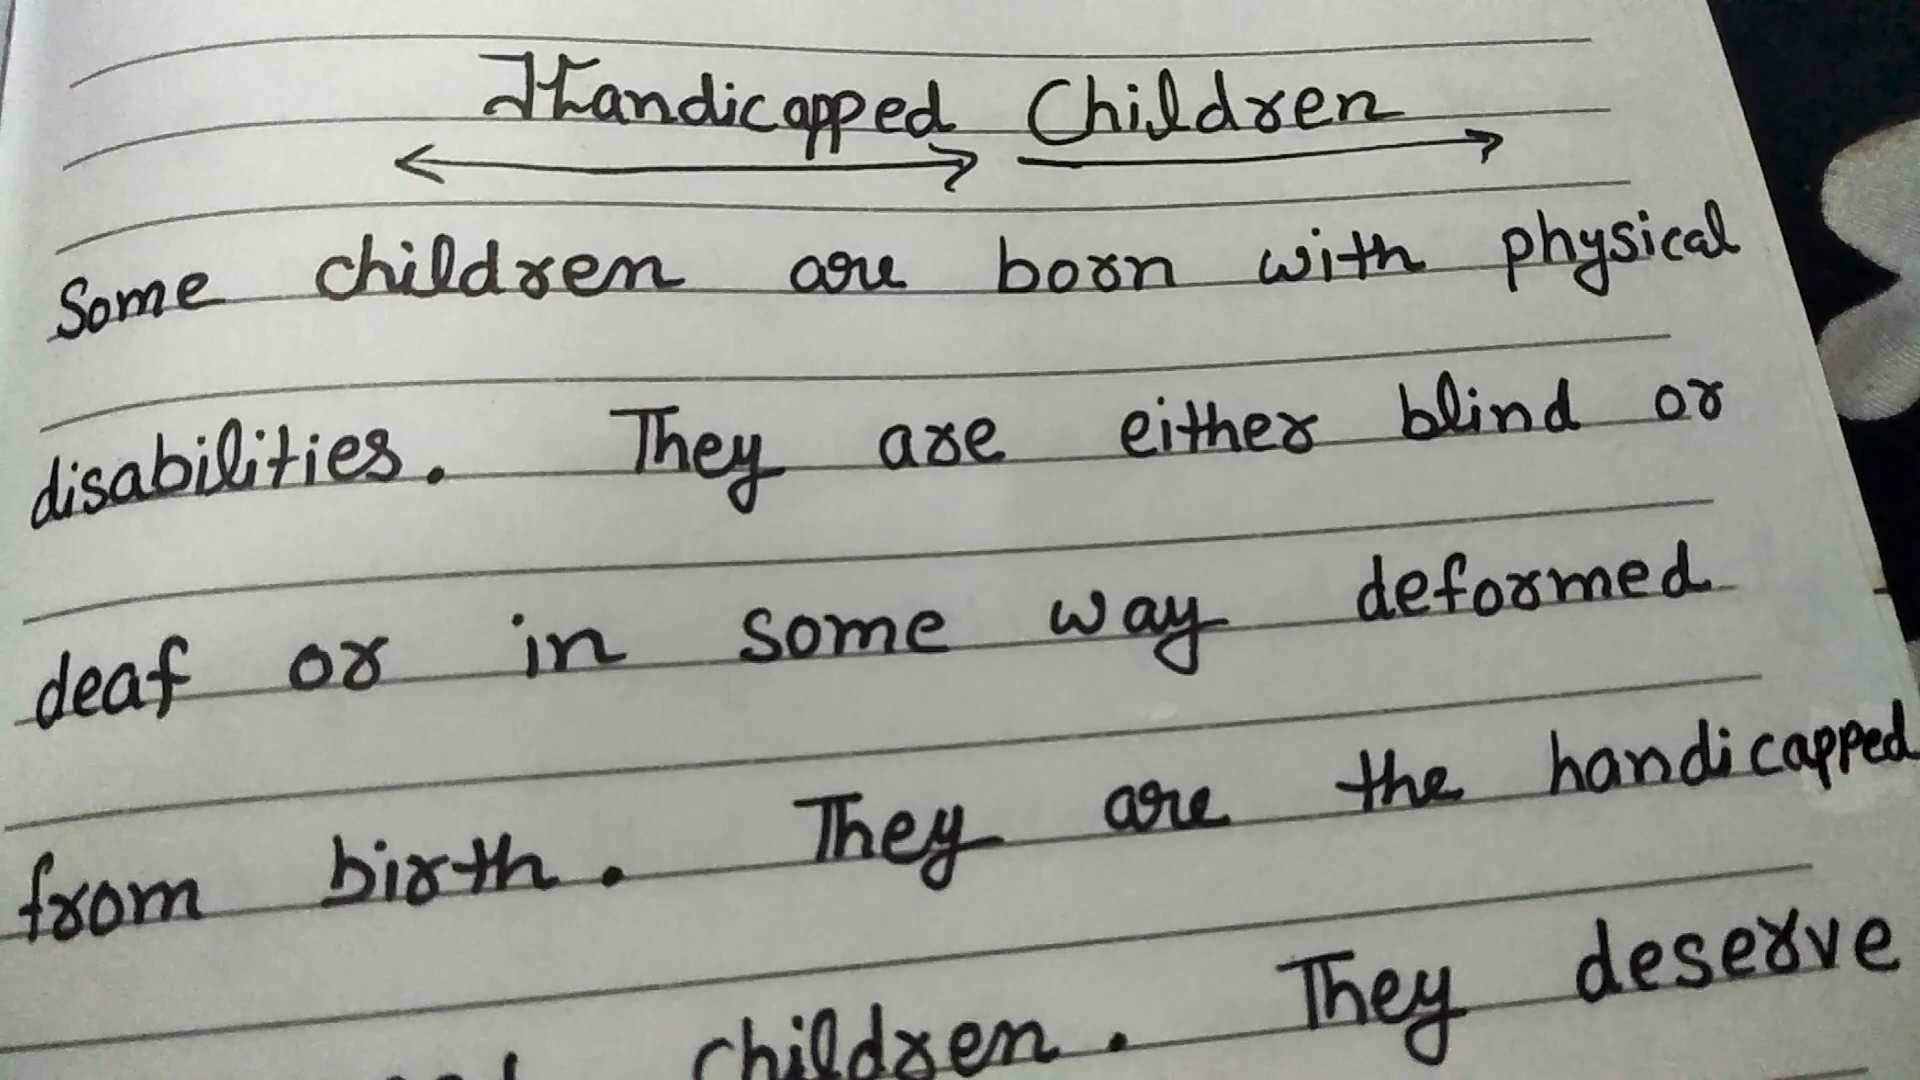 Handicapped Children
Some children are born with physical
disabilities. They are either blind or
deaf or in some way deformed
from birth. They are the handicapped
children. They deserve